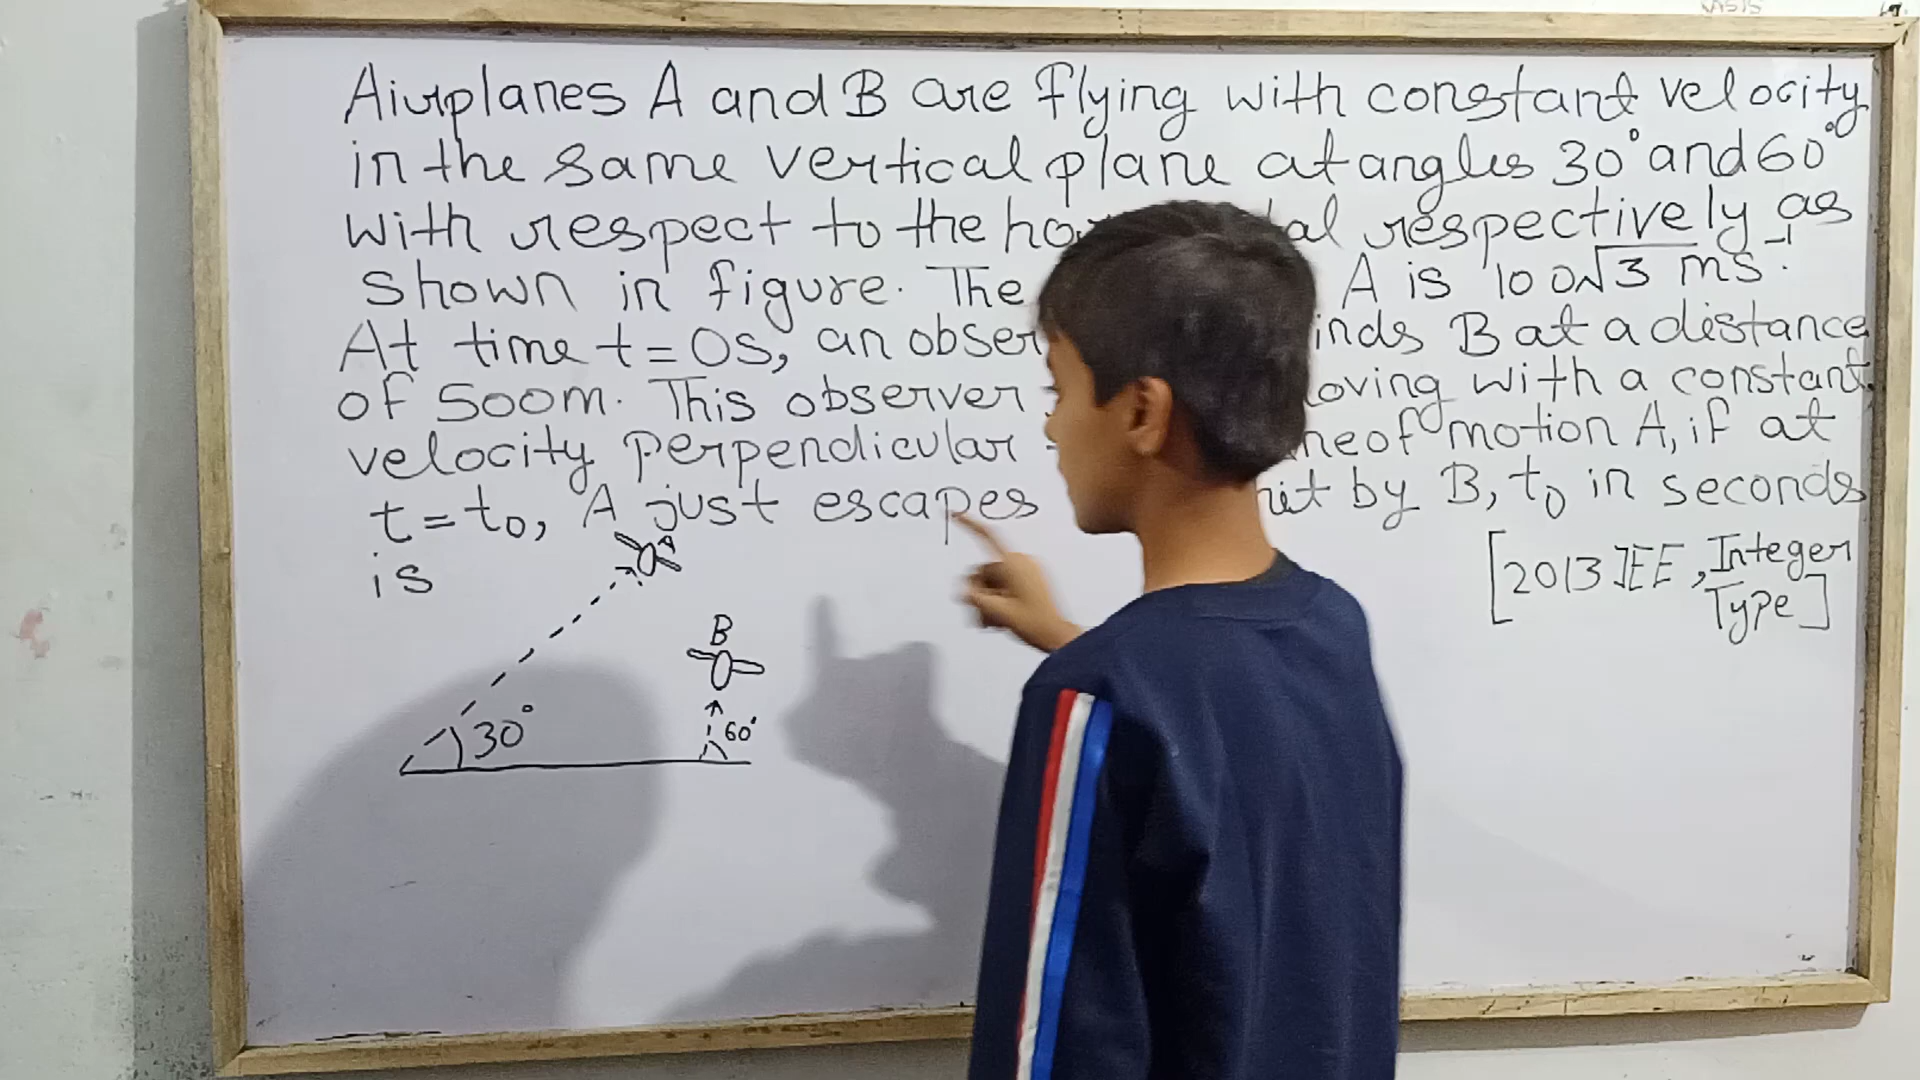 Airplanes A and B are flying with constant velocity
in the same vertical plane at angles 30° and 60°
with respect to the al respectively as
shown in figure. The A is 100√3 ms⁻¹.
At time t=0s, an obser inds B at a distance
of 500m. This observer oving with a constant
velocity perpendicular ne of motion A, if at
t=t₀, A just escapes hit by B, t₀ in seconds
is
[2013 JEE, Integer
Type]
A
B
30°
60°